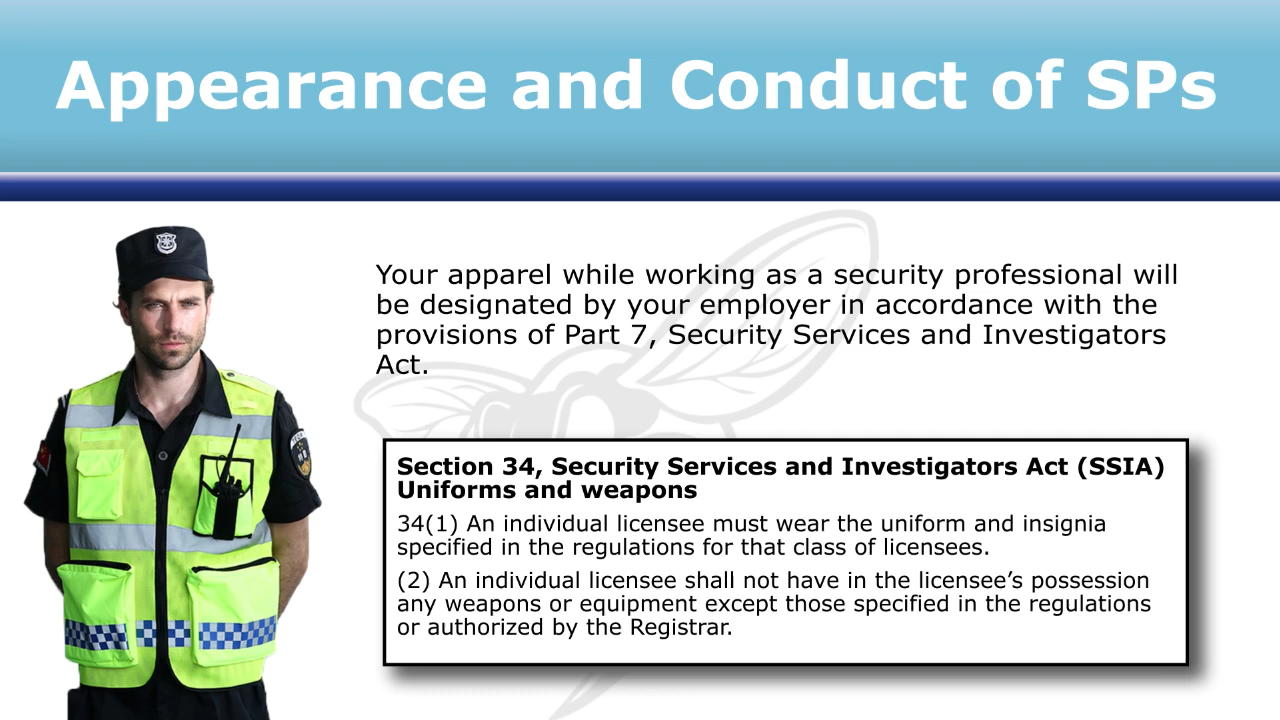 Appearance and Conduct of SPs
Your apparel while working as a security professional will
be designated by your employer in accordance with the
provisions of Part 7, Security Services and Investigators
Act.
Section 34, Security Services and Investigators Act (SSIA)
Uniforms and weapons
34(1) An individual licensee must wear the uniform and insignia
specified in the regulations for that class of licensees.
(2) An individual licensee shall not have in the licensee’s possession
any weapons or equipment except those specified in the regulations
or authorized by the Registrar.